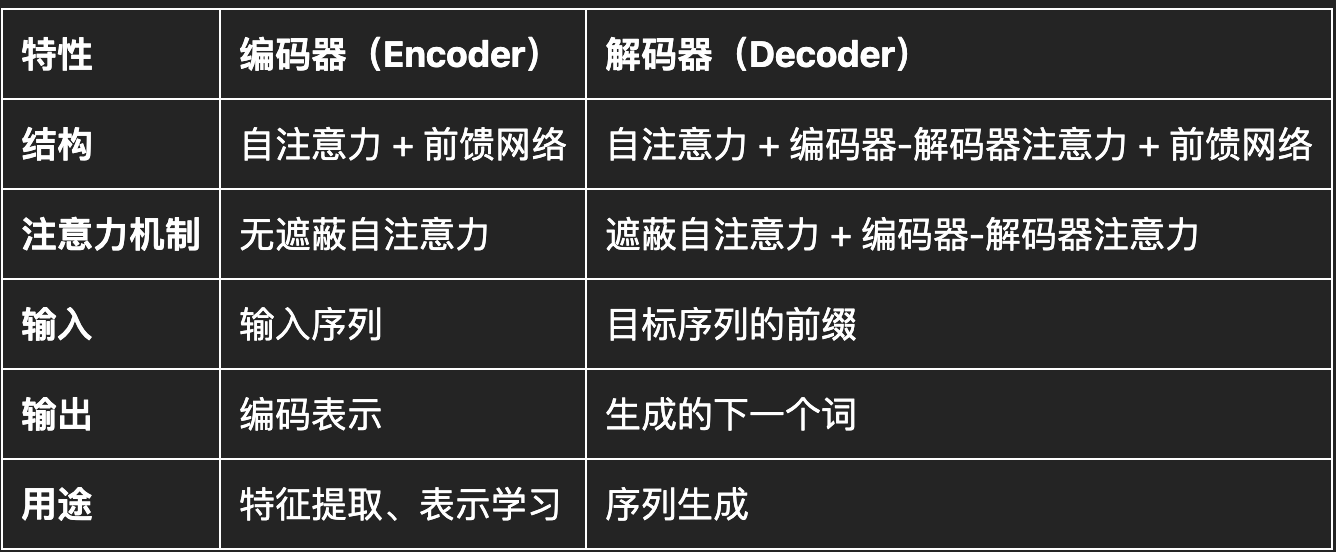 特性 编码器（Encoder） 解码器（Decoder）
结构 自注意力 + 前馈网络 自注意力 + 编码器-解码器注意力 + 前馈网络
注意力机制 无遮蔽自注意力 遮蔽自注意力 + 编码器-解码器注意力
输入 输入序列 目标序列的前缀
输出 编码表示 生成的下一个词
用途 特征提取、表示学习 序列生成